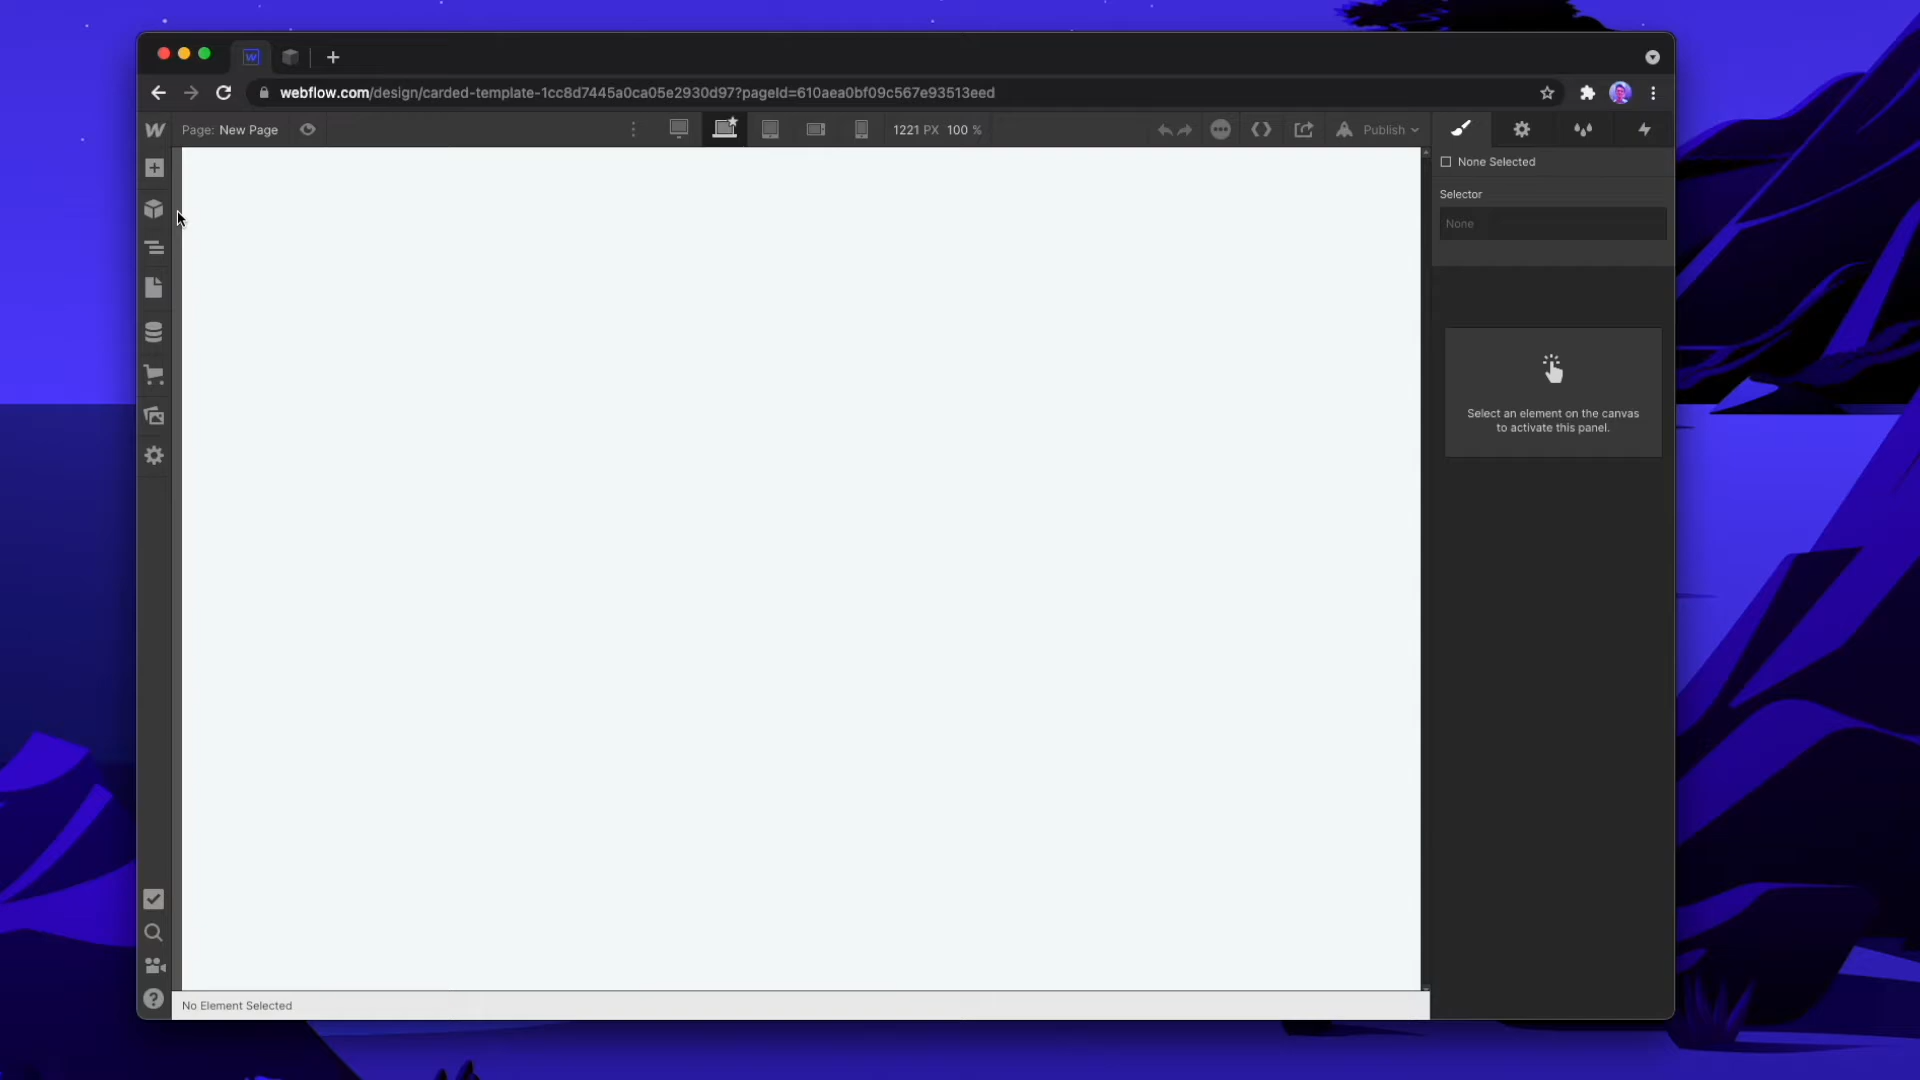 webflow.com/design/carded-template-1cc8d7445a0ca05e2930d97?pageId=610aea0bf09c567e93513eed
Page: New Page
1221 PX 100 %
Publish
None Selected
Selector
None
Select an element on the canvas
to activate this panel.
No Element Selected